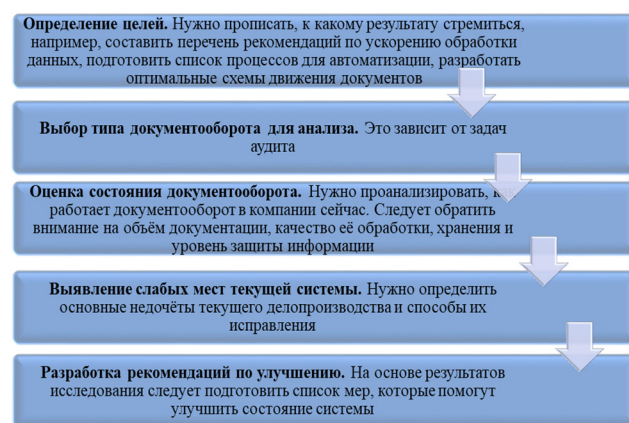 Определение целей. Нужно прописать, к какому результату стремиться,
например, составить перечень рекомендаций по ускорению обработки
данных, подготовить список процессов для автоматизации, разработать
оптимальные схемы движения документов
Выбор типа документооборота для анализа. Это зависит от задач
аудита
Оценка состояния документооборота. Нужно проанализировать,
работает документооборот в компании сейчас. Следует обратить
внимание на объём документации, качество её обработки, хранения и
уровень защиты информации
Выявление слабых мест текущей системы. Нужно определить
основные недочёты текущего делопроизводства и способы их
исправления
Разработка рекомендаций по улучшению. На основе результатов
исследования следует подготовить список мер, которые помогут
улучшить состояние системы